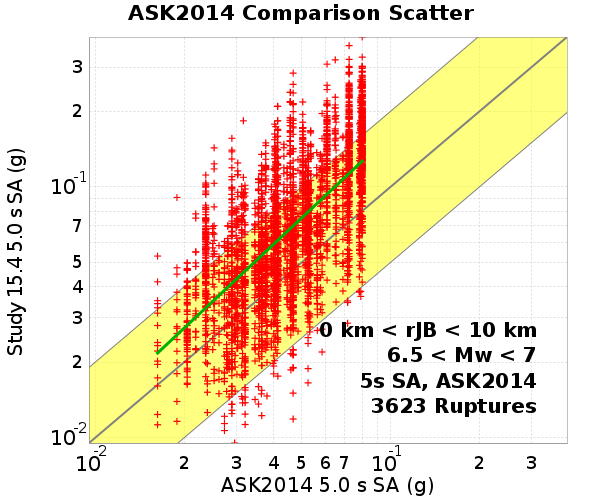 ASK2014 Comparison Scatter
Study 15.4 5.0 s SA (g)
3
2
10⁻¹
7
5
4
3
2
10⁻²
0 km < rJB < 10 km
6.5 < Mw < 7
5s SA, ASK2014
3623 Ruptures
10⁻² 2 3 4 5 6 7 10⁻¹ 2 3
ASK2014 5.0 s SA (g)